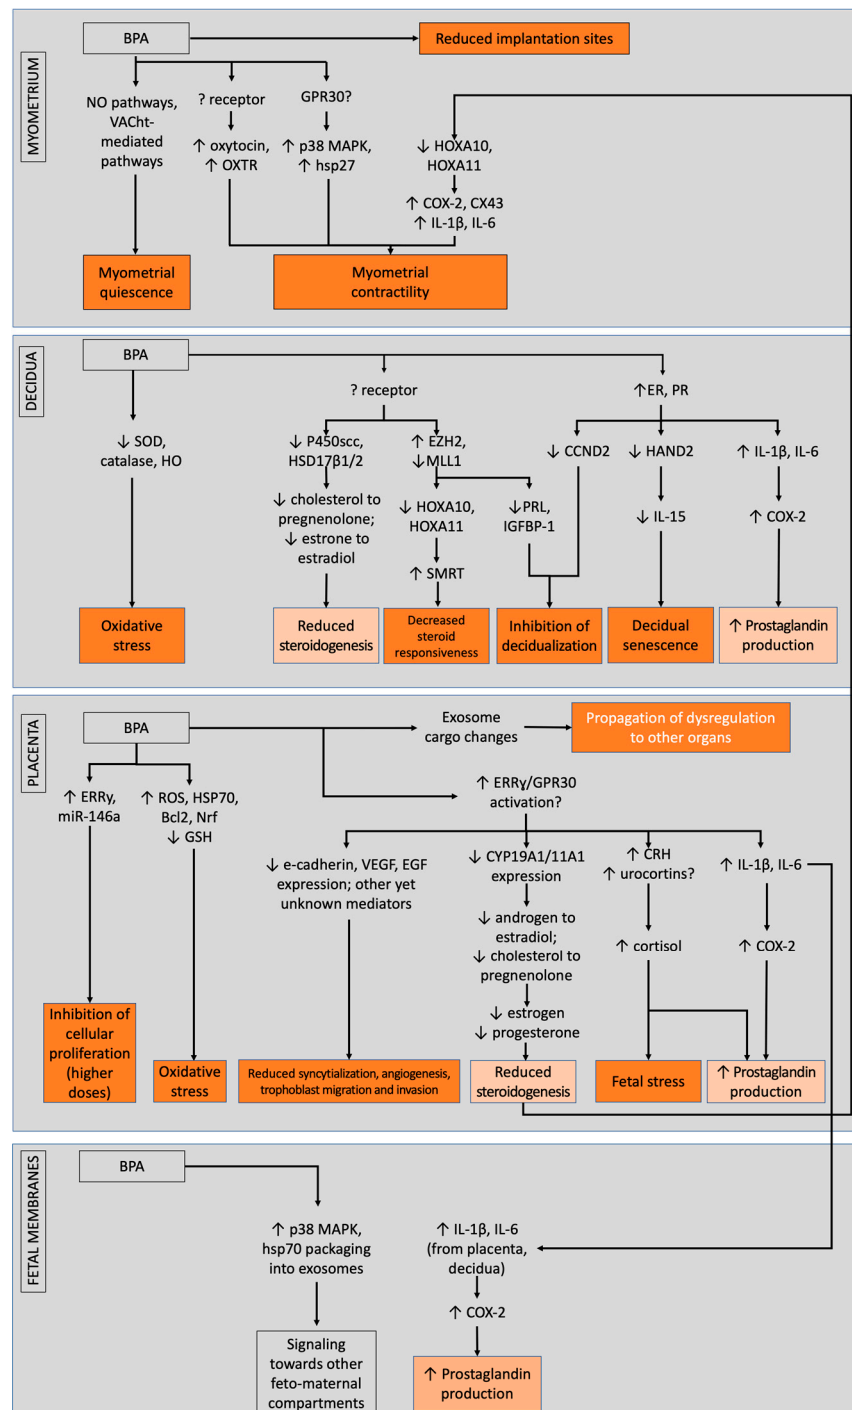 MYOMETRIUM
BPA
Reduced implantation sites
NO pathways,
VACht-
mediated
pathways
? receptor
↑ oxytocin,
↑ OXTR
GPR30?
↑ p38 MAPK,
↑ hsp27
↓ HOXA10,
HOXA11
↑ COX-2, CX43
↑ IL-1β, IL-6
Myometrial
quiescence
Myometrial
contractility
DECIDUA
BPA
? receptor
↑ER, PR
↓ SOD,
catalase, HO
↓ P450scc,
HSD17β1/2
↑ EZH2,
↓MLL1
↓ CCND2
↓ HAND2
↑ IL-1β, IL-6
↓ cholesterol to
pregnenolone;
↓ estrone to
estradiol
↓ HOXA10,
HOXA11
↑ SMRT
↓PRL,
IGFBP-1
↓ IL-15
↑ COX-2
Oxidative
stress
Reduced
steroidogenesis
Decreased
steroid
responsiveness
Inhibition of
decidualization
Decidual
senescence
↑ Prostaglandin
production
PLACENTA
BPA
Exosome
cargo changes
Propagation of dysregulation
to other organs
↑ ERRγ,
miR-146a
↑ ROS, HSP70,
Bcl2, Nrf
↓ GSH
↑ ERRɣ/GPR30
activation?
↓ e-cadherin, VEGF, EGF
expression; other yet
unknown mediators
↓ CYP19A1/11A1
expression
↑ CRH
↑ urocortins?
↑ IL-1β, IL-6
↓ androgen to
estradiol;
↓ cholesterol to
pregnenolone
↑ cortisol
↑ COX-2
↓ estrogen
↓ progesterone
Inhibition of
cellular
proliferation
(higher
doses)
Oxidative
stress
Reduced syncytialization, angiogenesis,
trophoblast migration and invasion
Reduced
steroidogenesis
Fetal stress
↑ Prostaglandin
production
FETAL MEMBRANES
BPA
↑ p38 MAPK,
hsp70 packaging
into exosomes
↑ IL-1β, IL-6
(from placenta,
decidua)
↑ COX-2
Signaling
towards other
feto-maternal
compartments
↑ Prostaglandin
production